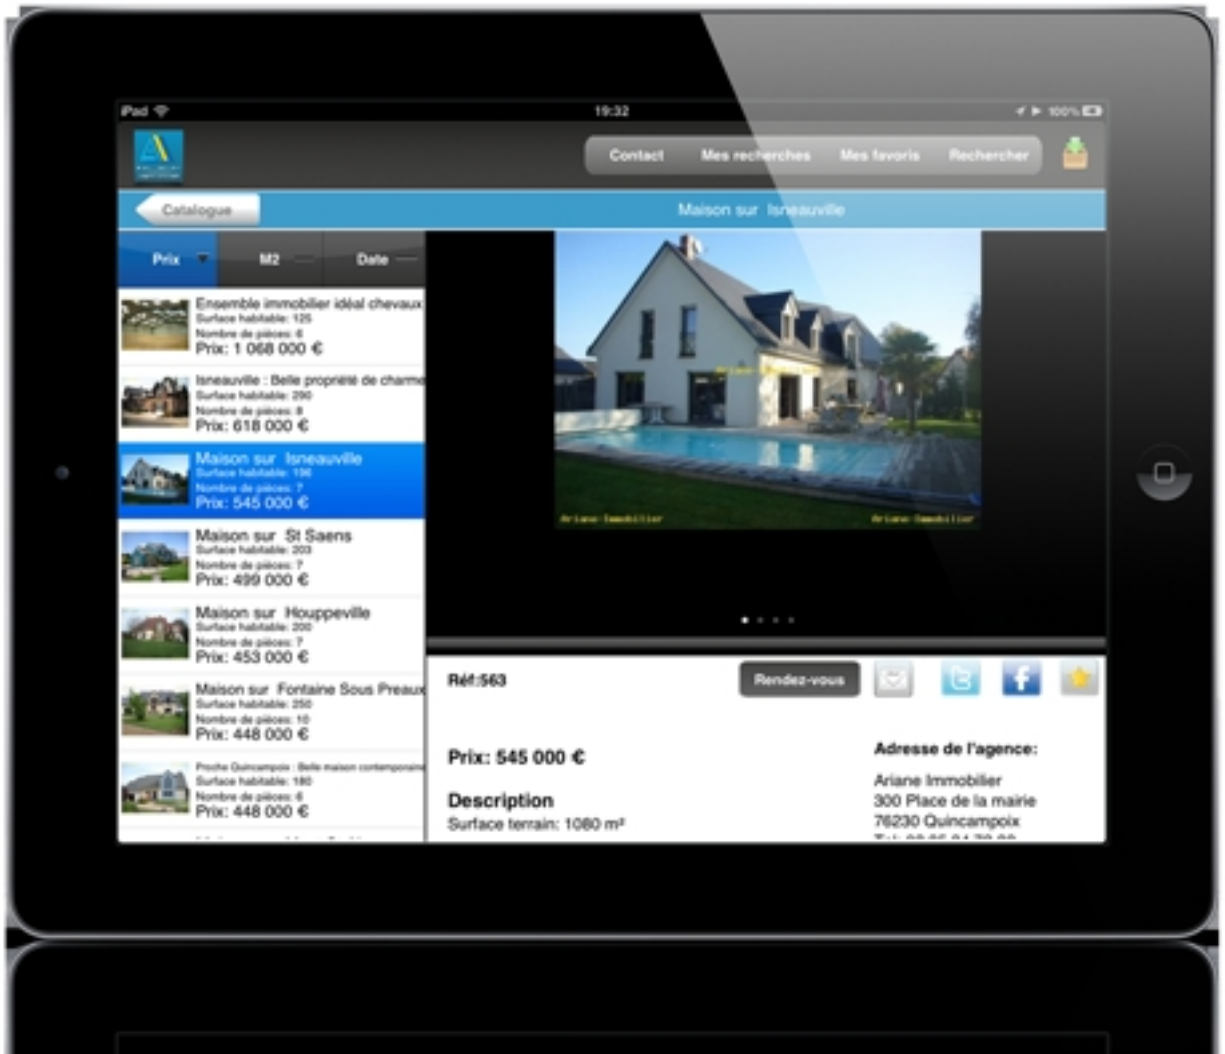 iPad
19:32
100%
Contact
Mes recherches
Mes favoris
Rechercher
Catalogue
Maison sur Isneauville
Prix
M2
Date
Ensemble immobilier idéal chevaux
Surface habitable: 125
Nombre de pièces: 6
Prix: 1 068 000 €
Isneauville : Belle propriété de charme
Surface habitable: 290
Nombre de pièces: 8
Prix: 618 000 €
Maison sur Isneauville
Surface habitable: 196
Nombre de pièces: 7
Prix: 545 000 €
Maison sur St Saens
Surface habitable: 203
Nombre de pièces: 7
Prix: 499 000 €
Maison sur Houppeville
Surface habitable: 200
Nombre de pièces: 7
Prix: 453 000 €
Maison sur Fontaine Sous Preaux
Surface habitable: 250
Nombre de pièces: 10
Prix: 448 000 €
Proche Quincampoix : Belle maison contemporaine
Surface habitable: 180
Nombre de pièces: 6
Prix: 448 000 €
Ariane-Immobilier
Ariane-Immobilier
Ariane-Immobilier
Réf:563
Rendez-vous
Prix: 545 000 €
Description
Surface terrain: 1080 m²
Adresse de l'agence:
Ariane Immobilier
300 Place de la mairie
76230 Quincampoix